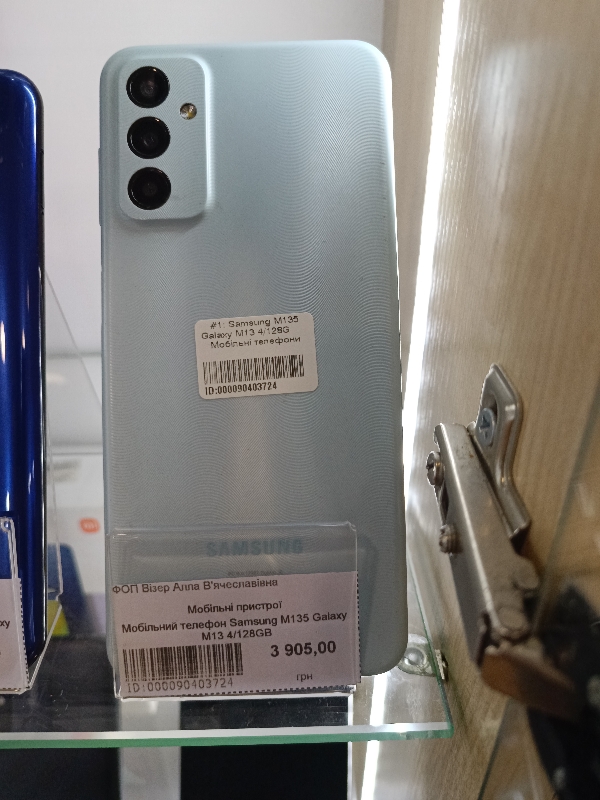 #1: Samsung M135
Galaxy M13 4/128G
Мобільні телефони
ID:000090403724
SAMSUNG
ФОП Візер Алла В'ячеславівна
Мобільні пристрої
Мобільний телефон Samsung M135 Galaxy
M13 4/128GB
3 905,00
ID:000090403724
грн